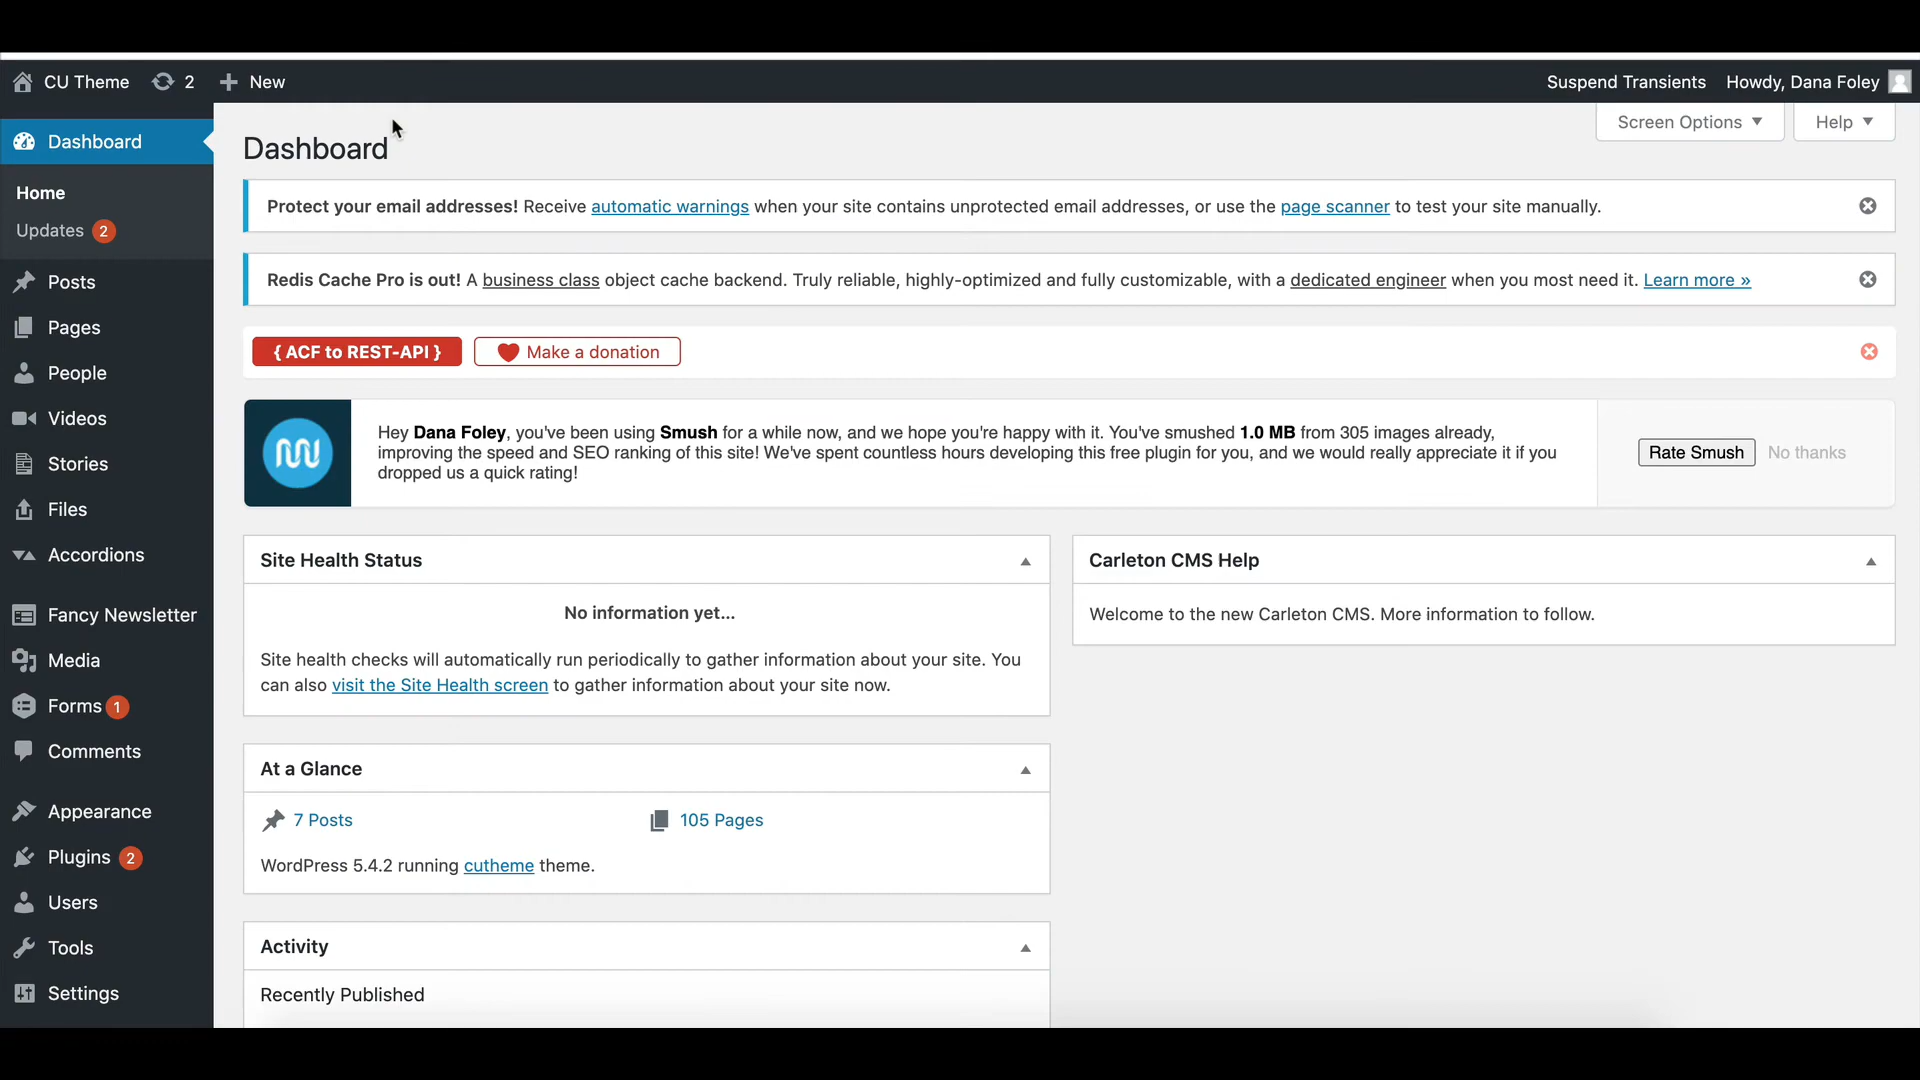 CU Theme 2 New Suspend Transients Howdy, Dana Foley
Screen Options Help
Dashboard
Home
Updates 2
Posts
Pages
People
Videos
Stories
Files
Accordions
Fancy Newsletter
Media
Forms 1
Comments
Appearance
Plugins 2
Users
Tools
Settings
Dashboard
Protect your email addresses! Receive automatic warnings when your site contains unprotected email addresses, or use the page scanner to test your site manually.
Redis Cache Pro is out! A business class object cache backend. Truly reliable, highly-optimized and fully customizable, with a dedicated engineer when you most need it. Learn more »
{ ACF to REST-API } Make a donation
Hey Dana Foley, you've been using Smush for a while now, and we hope you're happy with it. You've smushed 1.0 MB from 305 images already,
improving the speed and SEO ranking of this site! We've spent countless hours developing this free plugin for you, and we would really appreciate it if you
dropped us a quick rating!
Rate Smush No thanks
Site Health Status
No information yet...
Site health checks will automatically run periodically to gather information about your site. You
can also visit the Site Health screen to gather information about your site now.
Carleton CMS Help
Welcome to the new Carleton CMS. More information to follow.
At a Glance
7 Posts 105 Pages
WordPress 5.4.2 running cutheme theme.
Activity
Recently Published